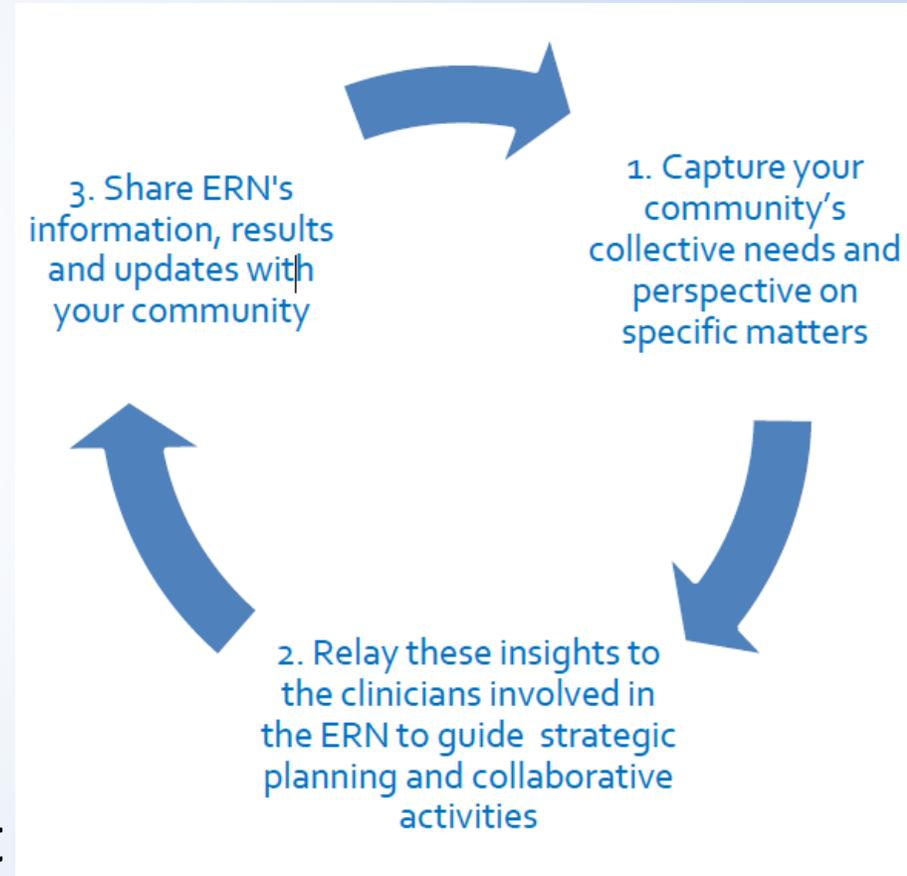 1. Capture your
community’s
collective needs and
perspective on
specific matters
2. Relay these insights to
the clinicians involved in
the ERN to guide  strategic
planning and collaborative
activities
3. Share ERN's
information, results
and updates with
your community